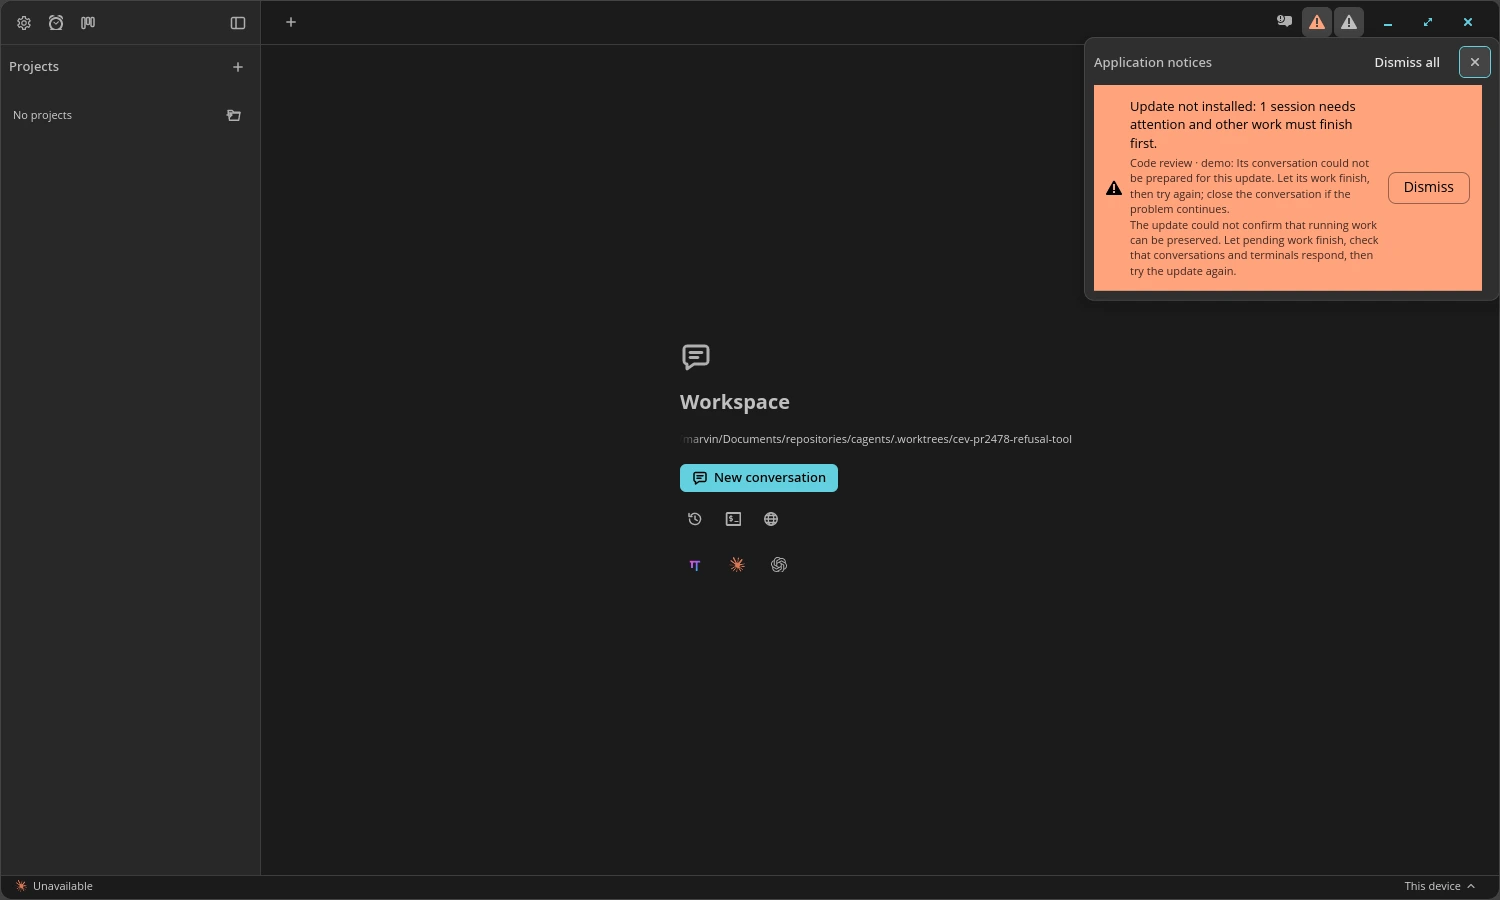 Projects
No projects
Application notices
Dismiss all
Update not installed: 1 session needs
attention and other work must finish
first.
Code review · demo: Its conversation could not
be prepared for this update. Let its work finish,
then try again; close the conversation if the
problem continues.
The update could not confirm that running work
can be preserved. Let pending work finish, check
that conversations and terminals respond, then
try the update again.
Dismiss
Workspace
marvin/Documents/repositories/cagents/.worktrees/cev-pr2478-refusal-tool
New conversation
Unavailable
This device